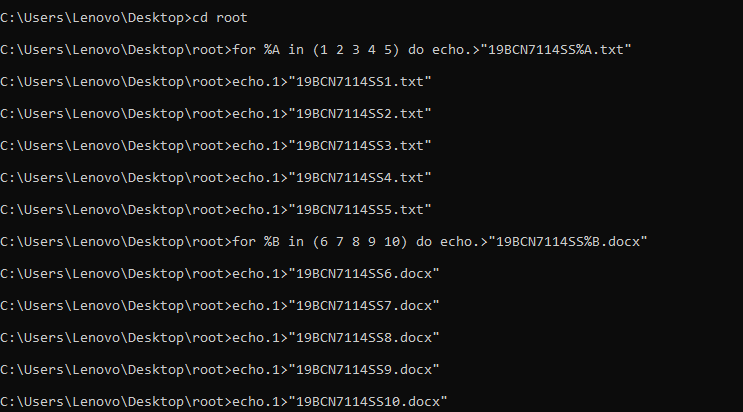 C:\Users\Lenovo\Desktop>cd root
C:\Users\Lenovo\Desktop\root>for %A in (1 2 3 4 5) do echo.>"19BCN7114SS%A.txt"
C:\Users\Lenovo\Desktop\root>echo.1>"19BCN7114SS1.txt"
C:\Users\Lenovo\Desktop\root>echo.1>"19BCN7114SS2.txt"
C:\Users\Lenovo\Desktop\root>echo.1>"19BCN7114SS3.txt"
C:\Users\Lenovo\Desktop\root>echo.1>"19BCN7114SS4.txt"
C:\Users\Lenovo\Desktop\root>echo.1>"19BCN7114SS5.txt"
C:\Users\Lenovo\Desktop\root>for %B in (6 7 8 9 10) do echo.>"19BCN7114SS%B.docx"
C:\Users\Lenovo\Desktop\root>echo.1>"19BCN7114SS6.docx"
C:\Users\Lenovo\Desktop\root>echo.1>"19BCN7114SS7.docx"
C:\Users\Lenovo\Desktop\root>echo.1>"19BCN7114SS8.docx"
C:\Users\Lenovo\Desktop\root>echo.1>"19BCN7114SS9.docx"
C:\Users\Lenovo\Desktop\root>echo.1>"19BCN7114SS10.docx"